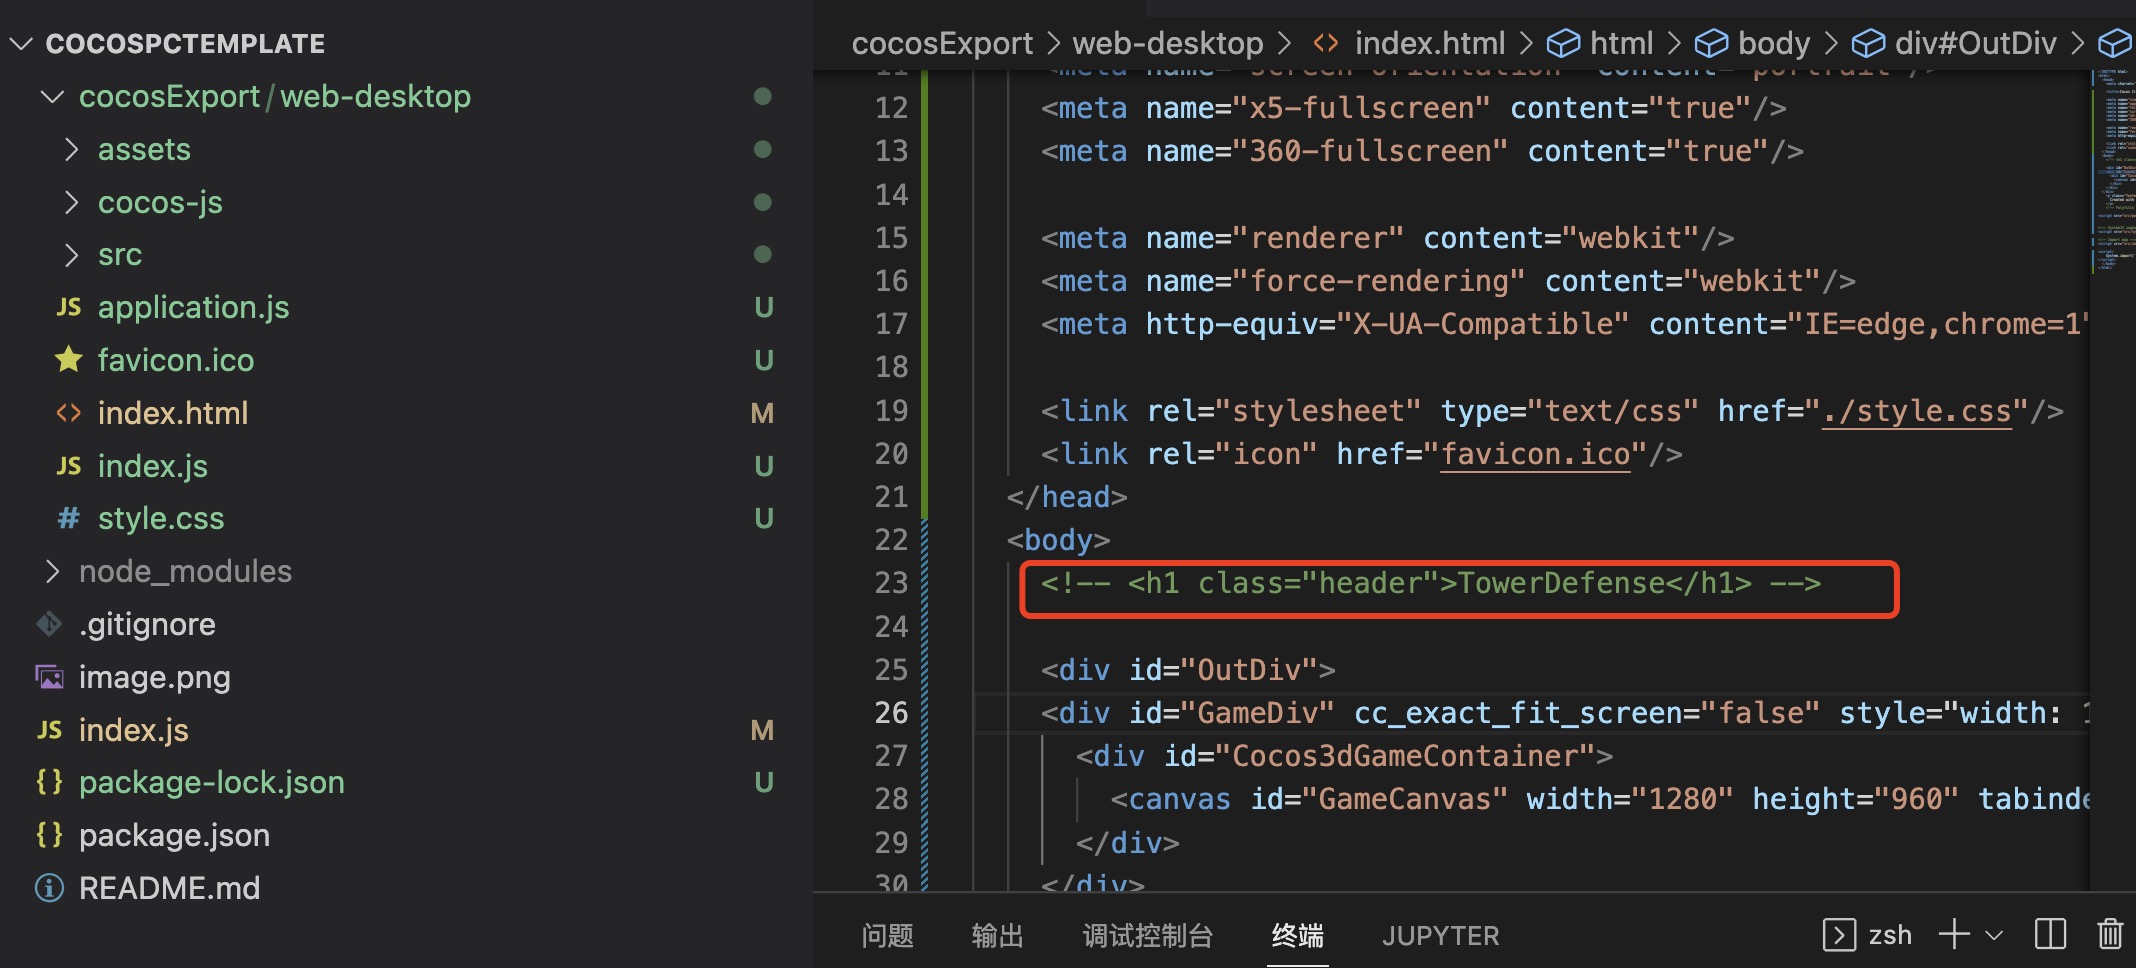 COCOSPCTEMPLATE
cocosExport/web-desktop
assets
cocos-js
src
JS application.js U
favicon.ico U
<> index.html M
JS index.js U
# style.css U
node_modules
.gitignore
image.png
JS index.js M
{} package-lock.json U
{} package.json
README.md
cocosExport > web-desktop > <> index.html > html > body > div#OutDiv >
11 <meta name="screen-orientation" content="portrait"/>
12 <meta name="x5-fullscreen" content="true"/>
13 <meta name="360-fullscreen" content="true"/>
14
15 <meta name="renderer" content="webkit"/>
16 <meta name="force-rendering" content="webkit"/>
17 <meta http-equiv="X-UA-Compatible" content="IE=edge,chrome=1"
18
19 <link rel="stylesheet" type="text/css" href="./style.css"/>
20 <link rel="icon" href="favicon.ico"/>
21 </head>
22 <body>
23 <!-- <h1 class="header">TowerDefense</h1> -->
24
25 <div id="OutDiv">
26 <div id="GameDiv" cc_exact_fit_screen="false" style="width: 1
27 <div id="Cocos3dGameContainer">
28 <canvas id="GameCanvas" width="1280" height="960" tabinde
29 </div>
30 </div>
问题 输出 调试控制台 终端 JUPYTER zsh